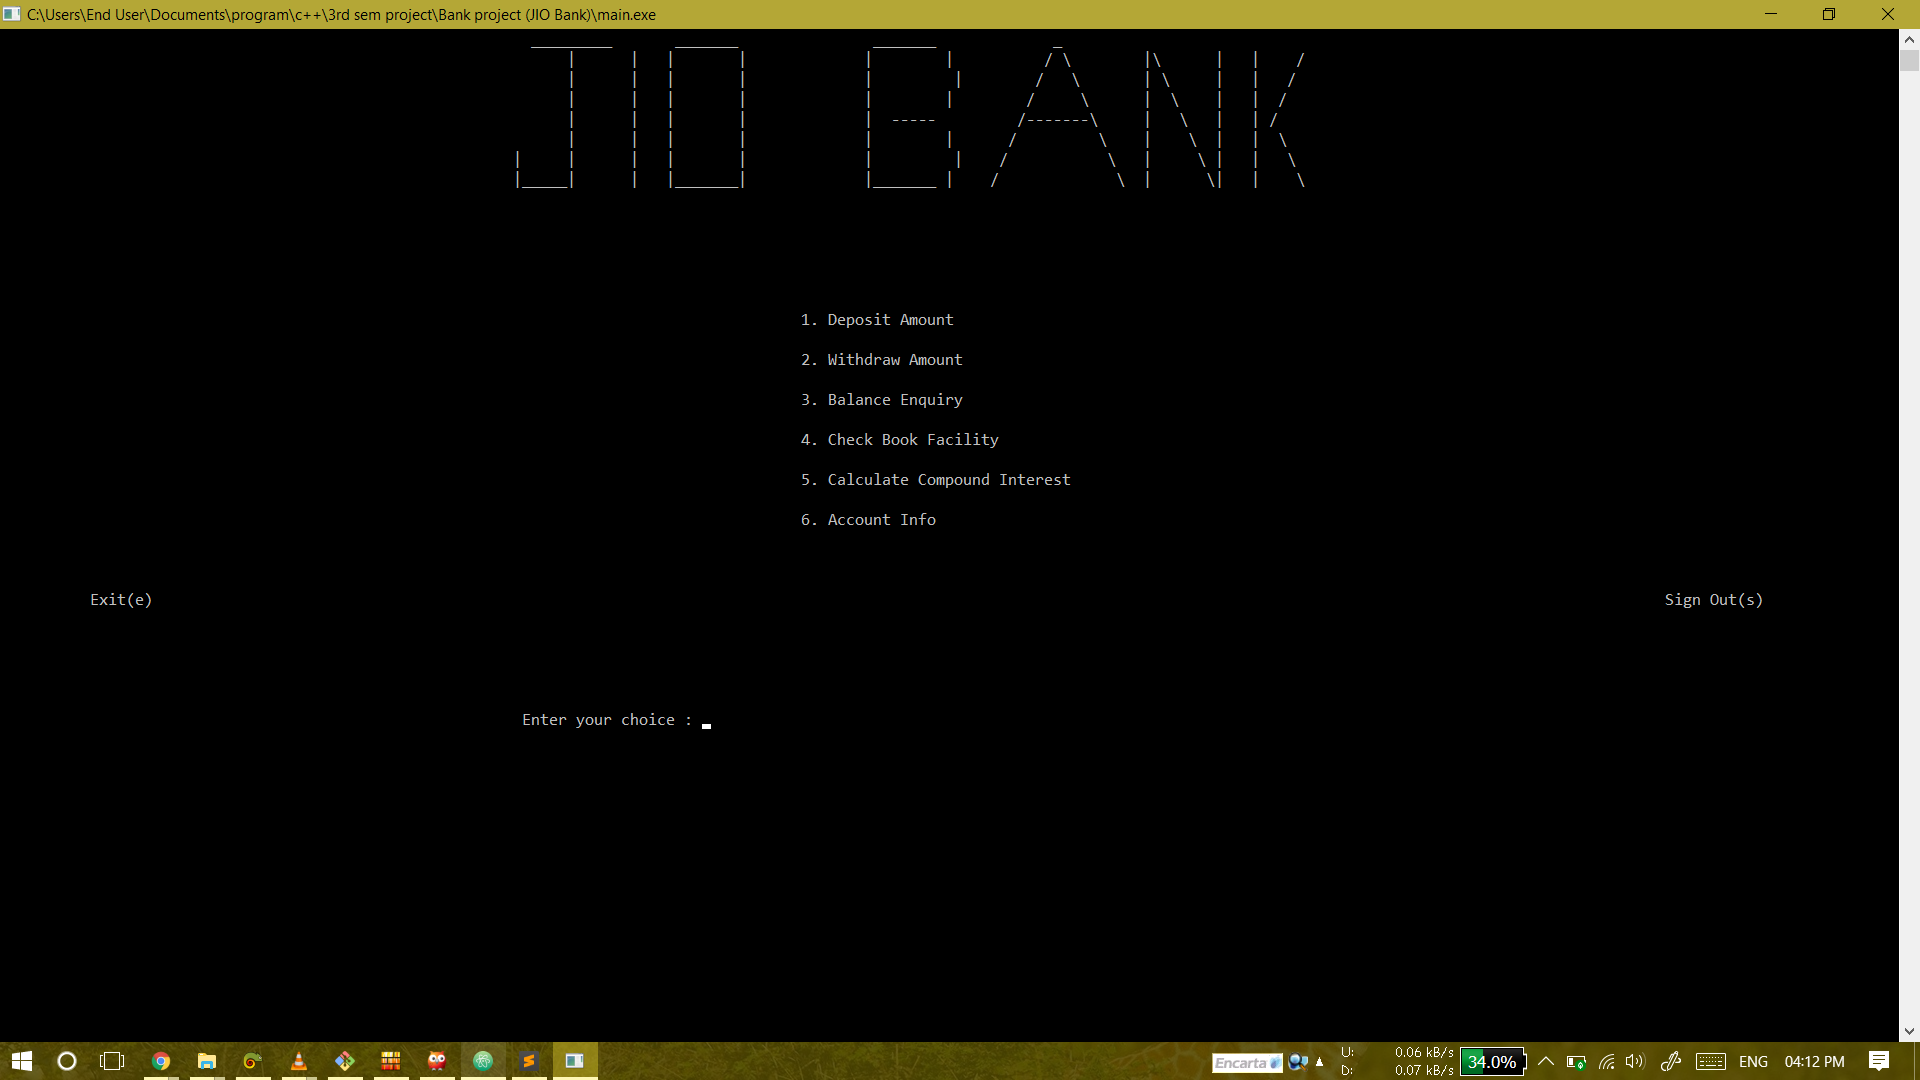 C:\Users\End User\Documents\program\c++\3rd sem project\Bank project (JIO Bank)\main.exe
JIO BANK
1. Deposit Amount
2. Withdraw Amount
3. Balance Enquiry
4. Check Book Facility
5. Calculate Compound Interest
6. Account Info
Exit(e) Sign Out(s)
Enter your choice :
Encarta
U: 0.06 kB/s
D: 0.07 kB/s
34.0%
ENG
04:12 PM